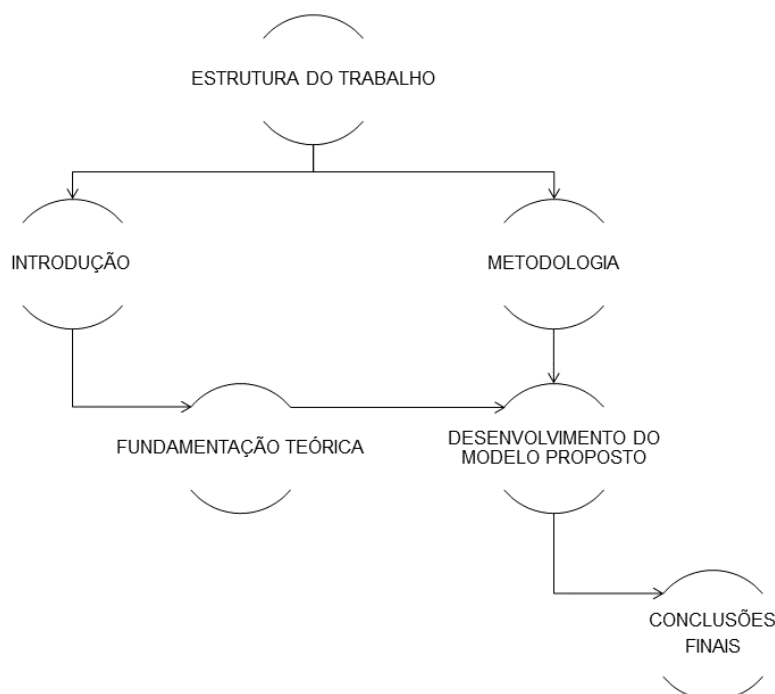 ESTRUTURA DO TRABALHO
INTRODUÇÃO
METODOLOGIA
FUNDAMENTAÇÃO TEÓRICA
DESENVOLVIMENTO DO
MODELO PROPOSTO
CONCLUSÕES
FINAIS